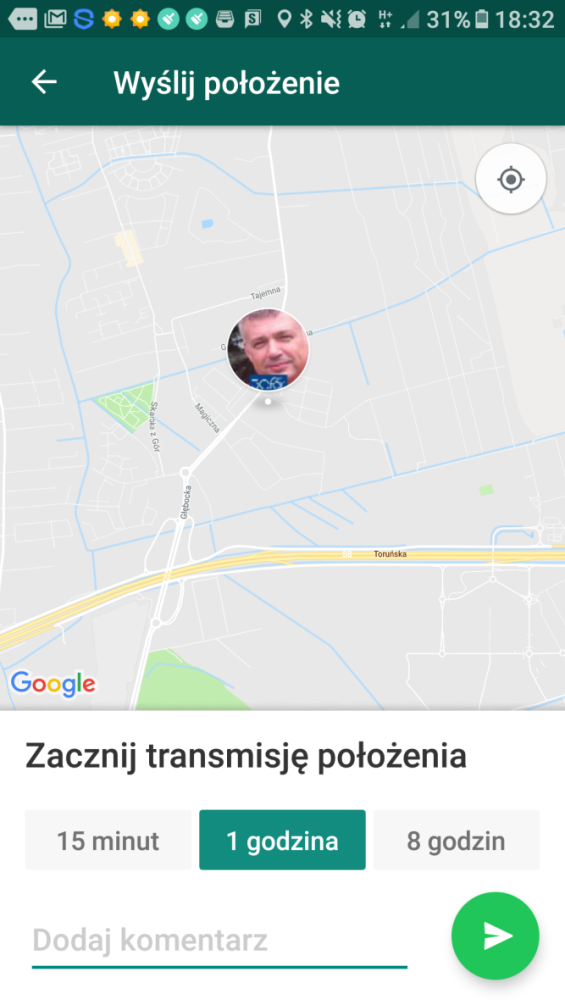 31% 18:32
Wyślij położenie
Tajemna
Magiczna
Skarbka z Gór
Głębocka
Toruńska
Google
Zacznij transmisję położenia
15 minut
1 godzina
8 godzin
Dodaj komentarz